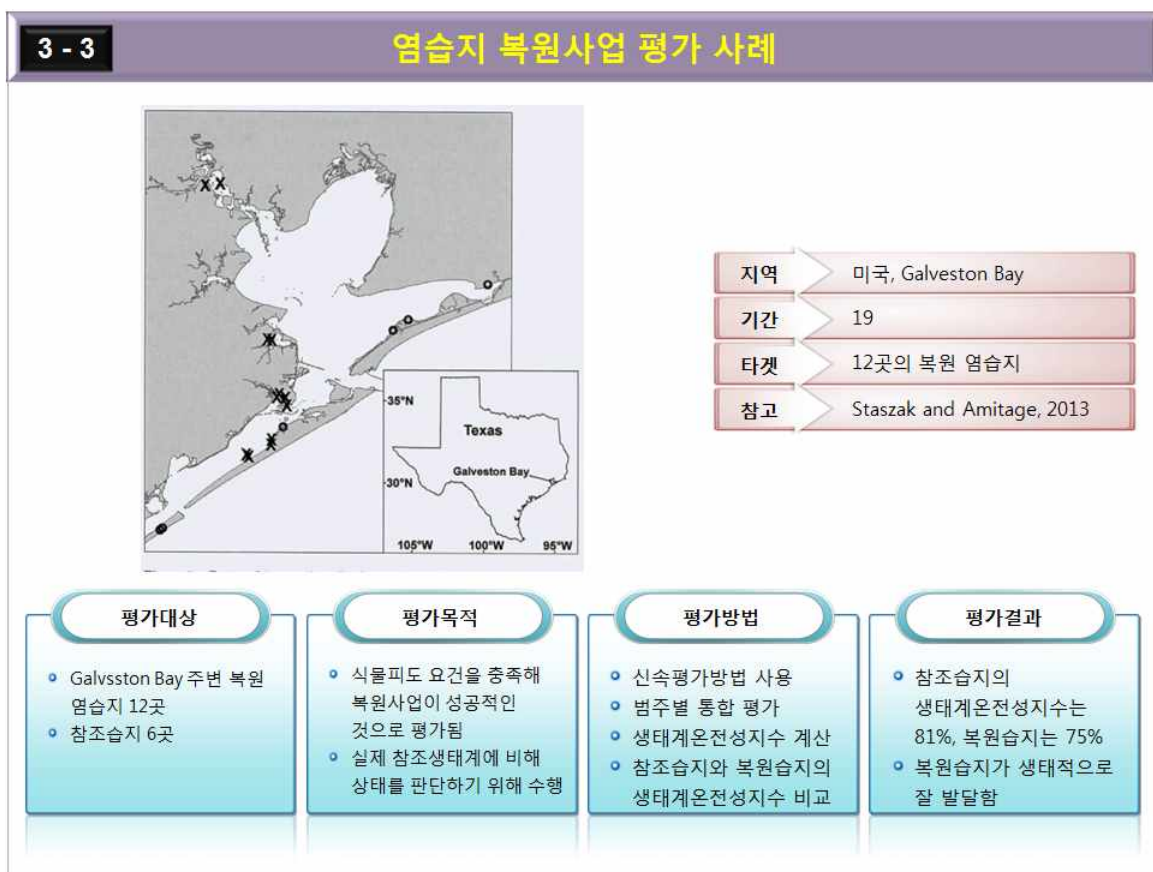 3 - 3
염습지 복원사업 평가 사례
35°N
30°N
Texas
Galveston Bay
105°W 100°W 95°W
지역 미국, Galveston Bay
기간 19
타겟 12곳의 복원 염습지
참고 Staszak and Amitage, 2013
평가대상
Galvsston Bay 주변 복원
염습지 12곳
참조습지 6곳
평가목적
식물피도 요건을 충족해
복원사업이 성공적인
것으로 평가됨
실제 참조생태계에 비해
상태를 판단하기 위해 수행
평가방법
신속평가방법 사용
범주별 통합 평가
생태계온전성지수 계산
참조습지와 복원습지의
생태계온전성지수 비교
평가결과
참조습지의
생태계온전성지수는
81%, 복원습지는 75%
복원습지가 생태적으로
잘 발달함